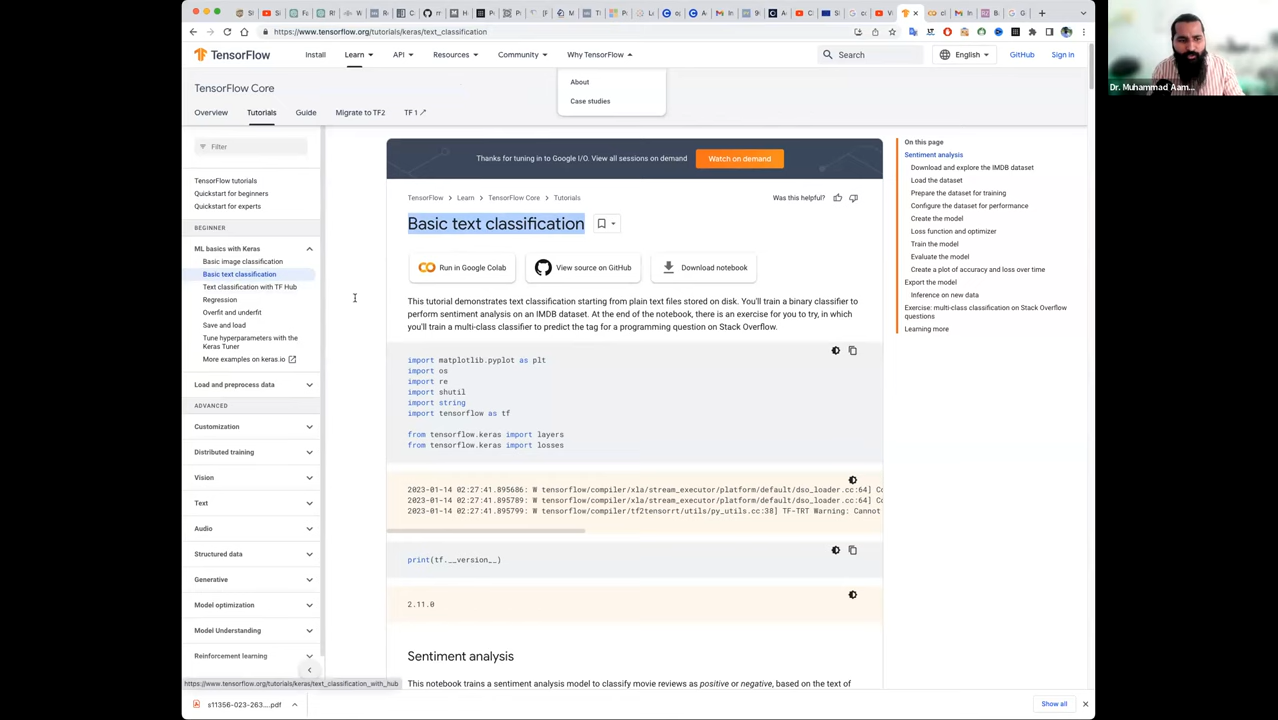 https://www.tensorflow.org/tutorials/keras/text_classification
TensorFlow
Install
Learn
API
Resources
Community
Why TensorFlow
Search
English
GitHub
Sign in
About
Case studies
TensorFlow Core
Overview
Tutorials
Guide
Migrate to TF2
TF 1
Filter
TensorFlow tutorials
Quickstart for beginners
Quickstart for experts
BEGINNER
ML basics with Keras
Basic image classification
Basic text classification
Text classification with TF Hub
Regression
Overfit and underfit
Save and load
Tune hyperparameters with the
Keras Tuner
More examples on keras.io
Load and preprocess data
ADVANCED
Customization
Distributed training
Vision
Text
Audio
Structured data
Generative
Model optimization
Model Understanding
Reinforcement learning
Thanks for tuning in to Google I/O. View all sessions on demand
Watch on demand
TensorFlow > Learn > TensorFlow Core > Tutorials
Was this helpful?
Basic text classification
Run in Google Colab
View source on GitHub
Download notebook
This tutorial demonstrates text classification starting from plain text files stored on disk. You'll train a binary classifier to
perform sentiment analysis on an IMDB dataset. At the end of the notebook, there is an exercise for you to try, in which
you'll train a multi-class classifier to predict the tag for a programming question on Stack Overflow.
import matplotlib.pyplot as plt
import os
import re
import shutil
import string
import tensorflow as tf
from tensorflow.keras import layers
from tensorflow.keras import losses
2023-01-14 02:27:41.895686: W tensorflow/compiler/xla/stream_executor/platform/default/dso_loader.cc:64] Co
2023-01-14 02:27:41.895789: W tensorflow/compiler/xla/stream_executor/platform/default/dso_loader.cc:64] Co
2023-01-14 02:27:41.895799: W tensorflow/compiler/tf2tensorrt/utils/py_utils.cc:38] TF-TRT Warning: Cannot
print(tf.__version__)
2.11.0
Sentiment analysis
This notebook trains a sentiment analysis model to classify movie reviews as positive or negative, based on the text of
On this page
Sentiment analysis
Download and explore the IMDB dataset
Load the dataset
Prepare the dataset for training
Configure the dataset for performance
Create the model
Loss function and optimizer
Train the model
Evaluate the model
Create a plot of accuracy and loss over time
Export the model
Inference on new data
Exercise: multi-class classification on Stack Overflow
questions
Learning more
https://www.tensorflow.org/tutorials/keras/text_classification_with_hub
s11356-023-263....pdf
Show all
Dr. Muhammad Aam...